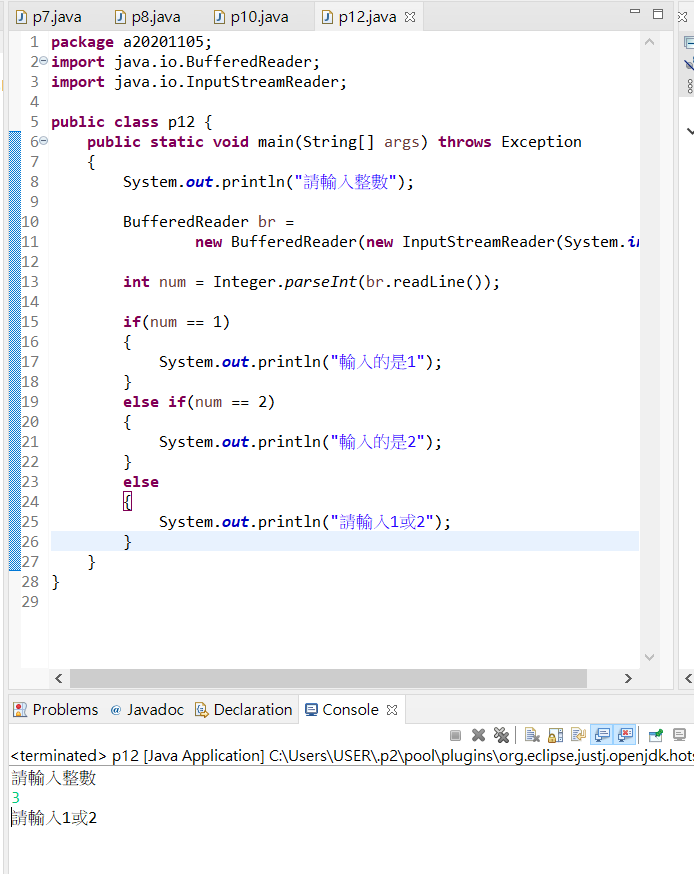 p7.java p8.java p10.java p12.java
1 package a20201105;
2 import java.io.BufferedReader;
3 import java.io.InputStreamReader;
4
5 public class p12 {
6     public static void main(String[] args) throws Exception
7     {
8         System.out.println("請輸入整數");
9
10         BufferedReader br =
11                 new BufferedReader(new InputStreamReader(System.in
12
13         int num = Integer.parseInt(br.readLine());
14
15         if(num == 1)
16         {
17             System.out.println("輸入的是1");
18         }
19         else if(num == 2)
20         {
21             System.out.println("輸入的是2");
22         }
23         else
24         {
25             System.out.println("請輸入1或2");
26         }
27     }
28 }
29
Problems @ Javadoc Declaration Console
<terminated> p12 [Java Application] C:\Users\USER\.p2\pool\plugins\org.eclipse.justj.openjdk.hots
請輸入整數
3
請輸入1或2